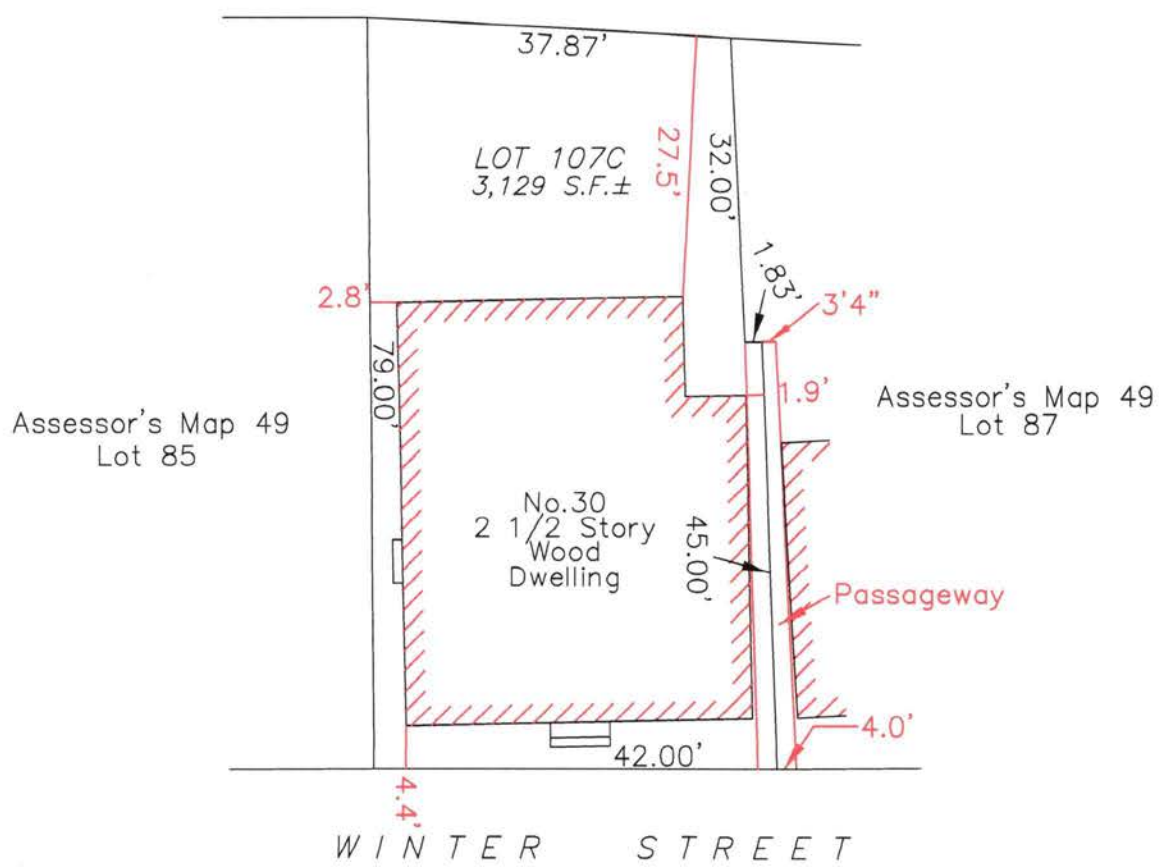 37.87'
LOT 107C
3,129 S.F.±
27.5'
32.00'
1.83'
3'4"
2.8'
79.00'
1.9'
Assessor's Map 49
Lot 85
Assessor's Map 49
Lot 87
No.30
2 1/2 Story
Wood
Dwelling
45.00'
Passageway
4.0'
42.00'
4.4'
WINTER STREET